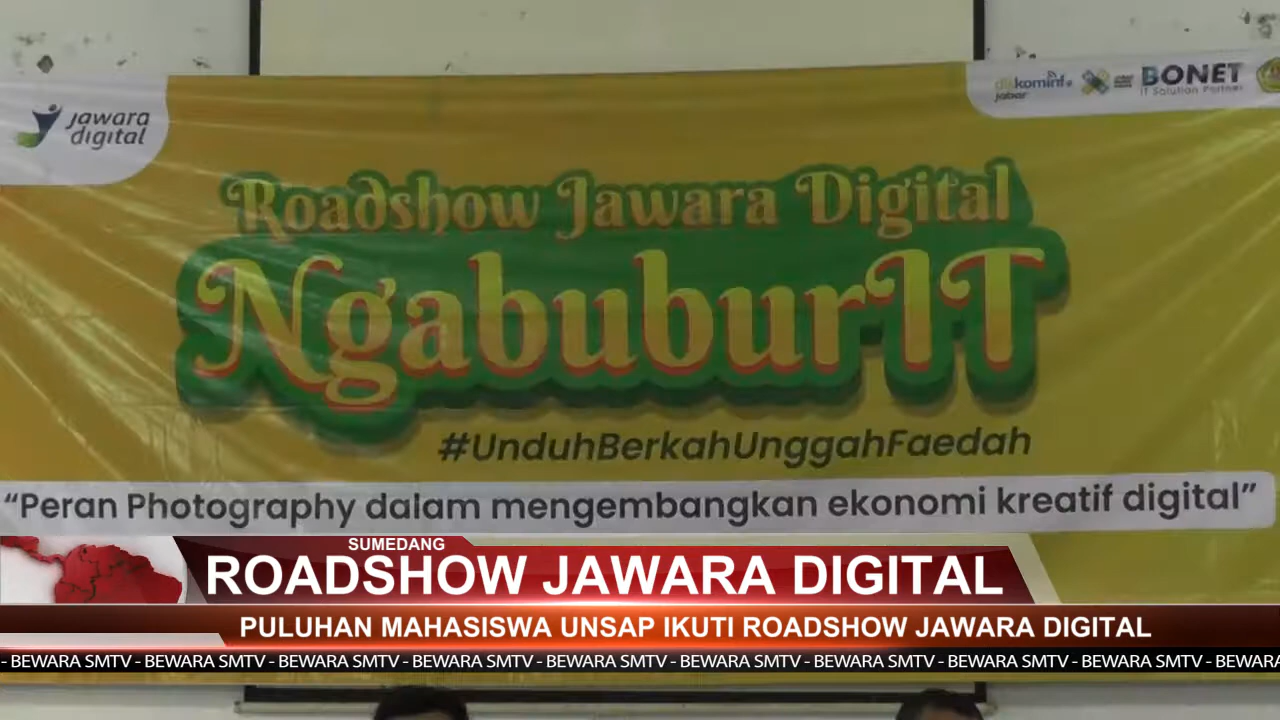 jawara
digital
kominfo
jabar
BONET
IT Solution Partner
Roadshow Jawara Digital
NgabuburIT
#UnduhBerkahUnggahFaedah
“Peran Photography dalam mengembangkan ekonomi kreatif digital”
SUMEDANG
ROADSHOW JAWARA DIGITAL
PULUHAN MAHASISWA UNSAP IKUTI ROADSHOW JAWARA DIGITAL
- BEWARA SMTV - BEWARA SMTV - BEWARA SMTV - BEWARA SMTV - BEWARA SMTV - BEWARA SMTV - BEWARA SMTV - BEWARA SMTV - BEWARA SMTV - BEWARA